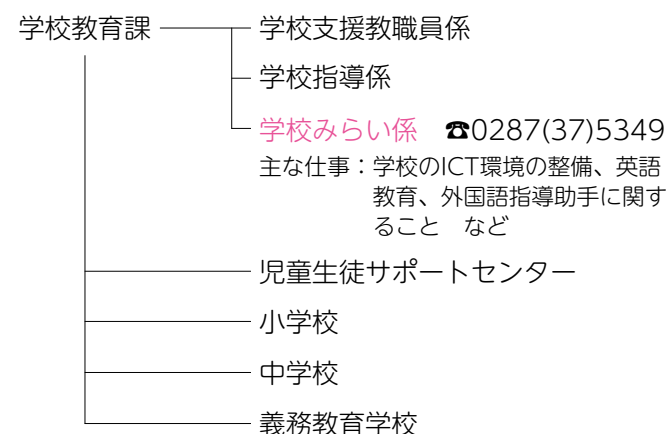 学校教育課
学校支援教職員係
学校指導係
学校みらい係 ☎0287(37)5349
主な仕事：学校のICT環境の整備、英語
教育、外国語指導助手に関す
ること　など
児童生徒サポートセンター
小学校
中学校
義務教育学校